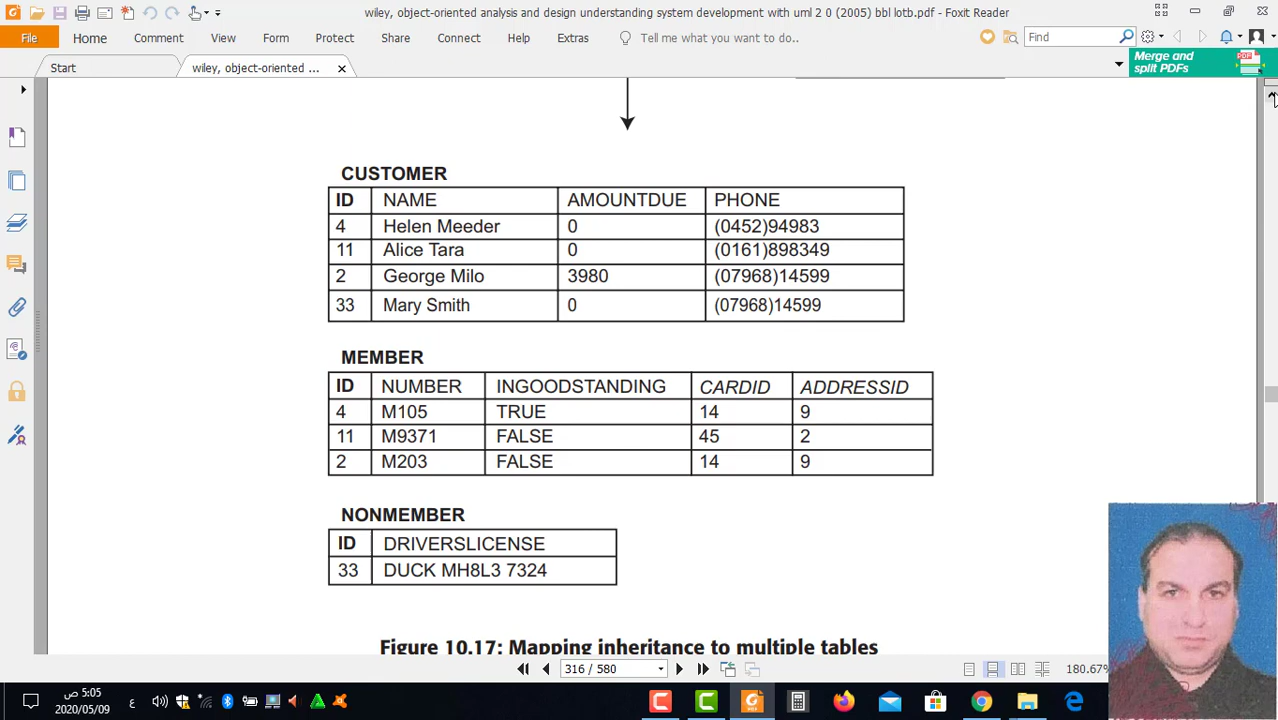 wiley, object-oriented analysis and design understanding system development with uml 2 0 (2005) bbl lotb.pdf - Foxit Reader
File Home Comment View Form Protect Share Connect Help Extras Tell me what you want to do.. Find
Start wiley, object-oriented ... Merge and
split PDFs
CUSTOMER
ID NAME AMOUNTDUE PHONE
4 Helen Meeder 0 (0452)94983
11 Alice Tara 0 (0161)898349
2 George Milo 3980 (07968)14599
33 Mary Smith 0 (07968)14599
MEMBER
ID NUMBER INGOODSTANDING CARDID ADDRESSID
4 M105 TRUE 14 9
11 M9371 FALSE 45 2
2 M203 FALSE 14 9
NONMEMBER
ID DRIVERSLICENSE
33 DUCK MH8L3 7324
Figure 10.17: Mapping inheritance to multiple tables
316 / 580 180.67%
5:05 ص
2020/05/09
ع